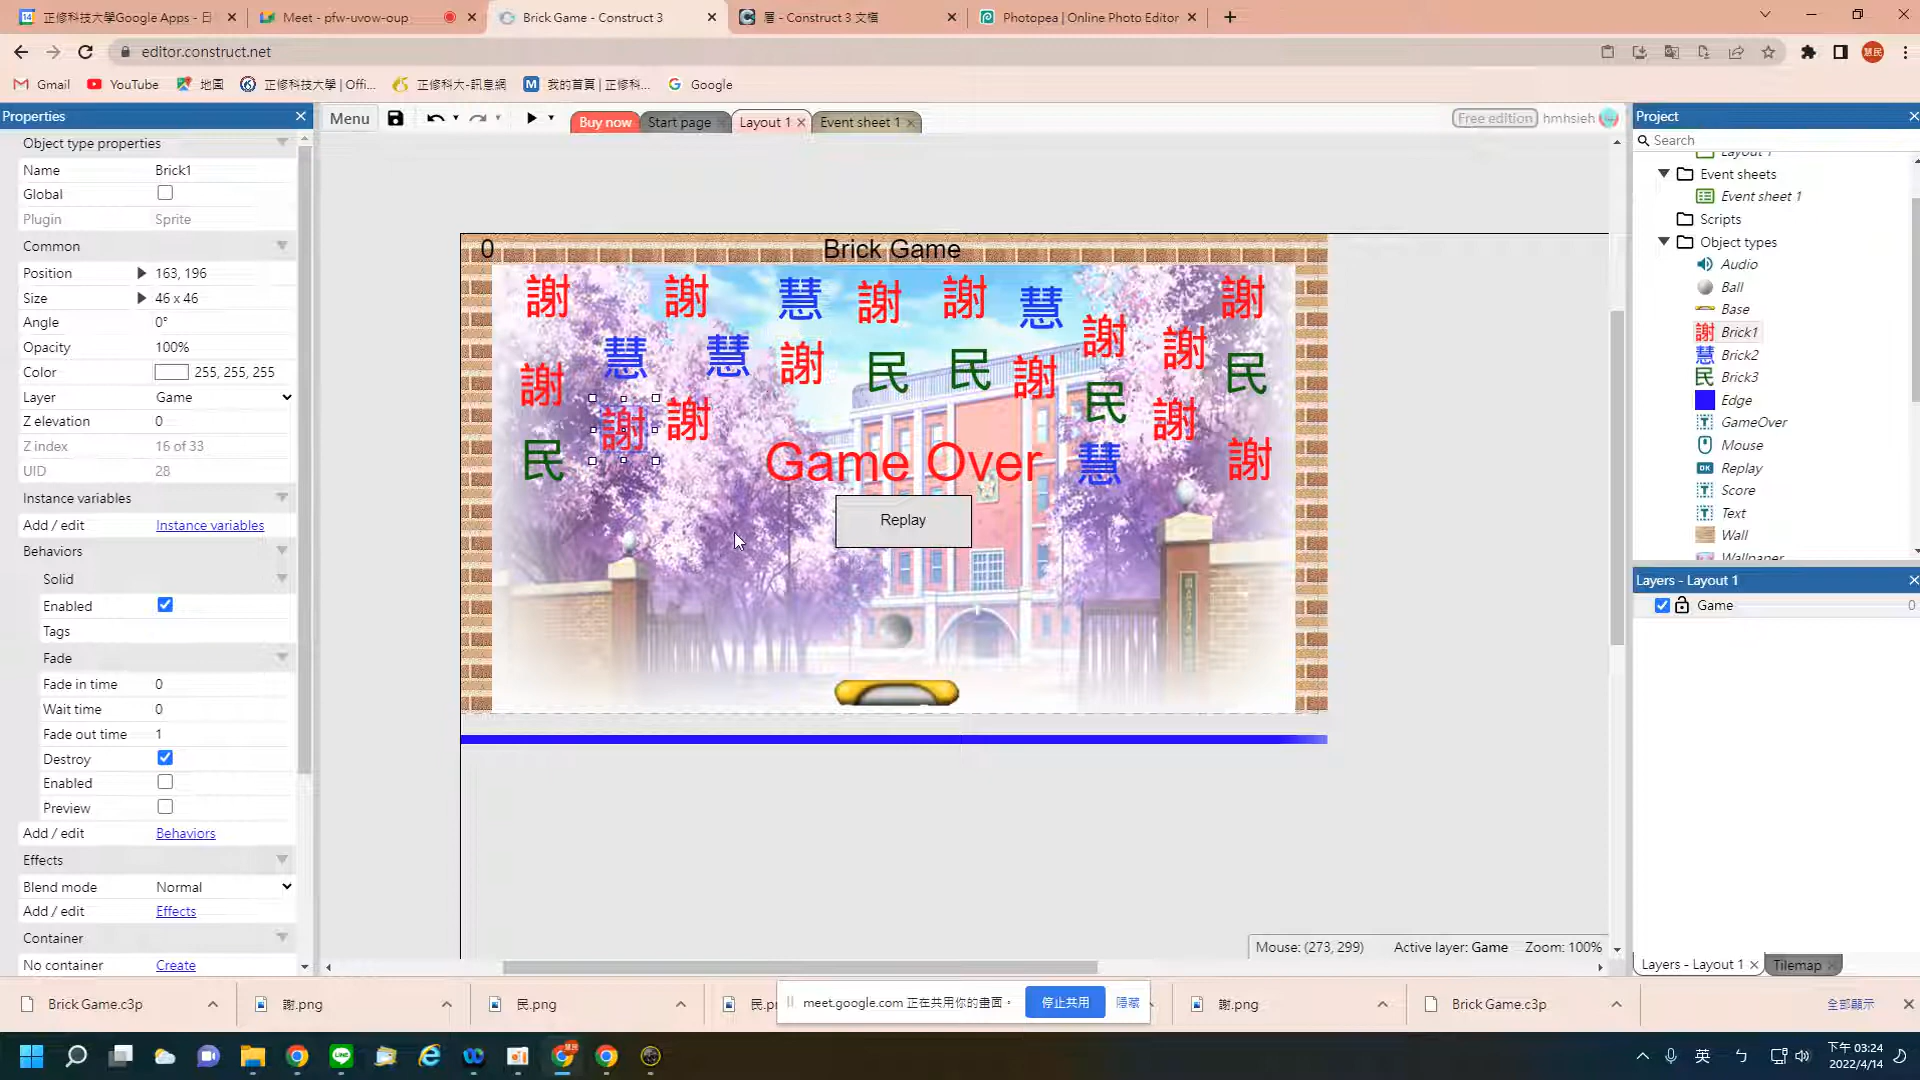 正修科技大學Google Apps - 日
Meet - pfw-uvow-oup
Brick Game - Construct 3
層 - Construct 3 文檔
Photopea | Online Photo Editor
editor.construct.net
慧民
Gmail
YouTube
地圖
正修科技大學 | Offi...
正修科大-訊息網
我的首頁 | 正修科...
Google
Properties
Menu
Buy now
Start page
Layout 1
Event sheet 1
Free edition
hmhsieh
Project
Object type properties
Name Brick1
Global
Plugin Sprite
Common
Position 163, 196
Size 46 x 46
Angle 0°
Opacity 100%
Color 255, 255, 255
Layer Game
Z elevation 0
Z index 16 of 33
UID 28
Instance variables
Add / edit Instance variables
Behaviors
Solid
Enabled
Tags
Fade
Fade in time 0
Wait time 0
Fade out time 1
Destroy
Enabled
Preview
Add / edit Behaviors
Effects
Blend mode Normal
Add / edit Effects
Container
No container Create
0
Brick Game
謝 謝 慧 謝 謝 慧 謝
慧 慧 謝 民 民 謝 謝 謝 民
謝 謝 謝 民 謝
民 慧 謝
Game Over
Replay
Mouse: (273, 299) Active layer: Game Zoom: 100%
Search
Layout 1
Event sheets
Event sheet 1
Scripts
Object types
Audio
Ball
Base
謝 Brick1
慧 Brick2
民 Brick3
Edge
GameOver
Mouse
Replay
Score
Text
Wall
Wallpaper
Layers - Layout 1
Game 0
Layers - Layout 1
Tilemap
Brick Game.c3p
謝.png
民.png
民.p
meet.google.com 正在共用你的畫面。
停止共用
隱藏
謝.png
Brick Game.c3p
全部顯示
英
下午 03:24
2022/4/14